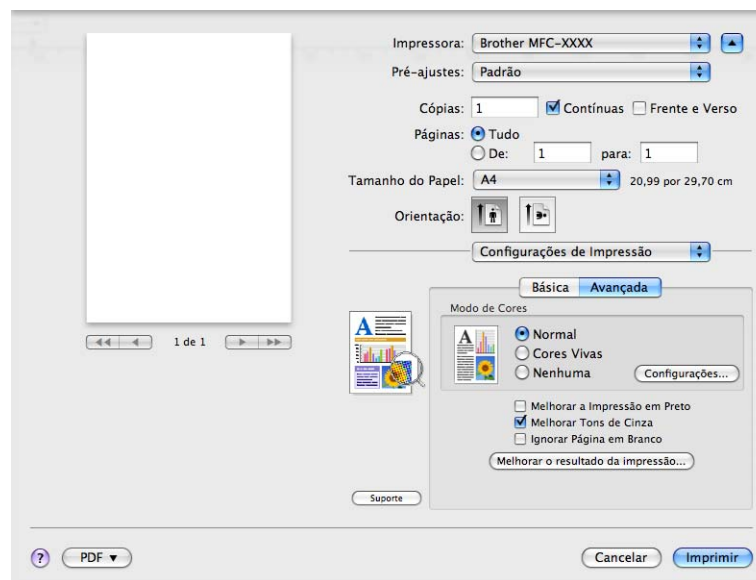 Impressora: Brother MFC-XXXX
Pré-ajustes: Padrão
Cópias: 1 Contínuas Frente e Verso
Páginas: Tudo
De: 1 para: 1
Tamanho do Papel: A4 20,99 por 29,70 cm
Orientação:
Configurações de Impressão
Básica Avançada
Modo de Cores
Normal
Cores Vivas
Nenhuma Configurações...
Melhorar a Impressão em Preto
Melhorar Tons de Cinza
Ignorar Página em Branco
Melhorar o resultado da impressão...
Suporte
1 de 1
? PDF ▼ Cancelar Imprimir